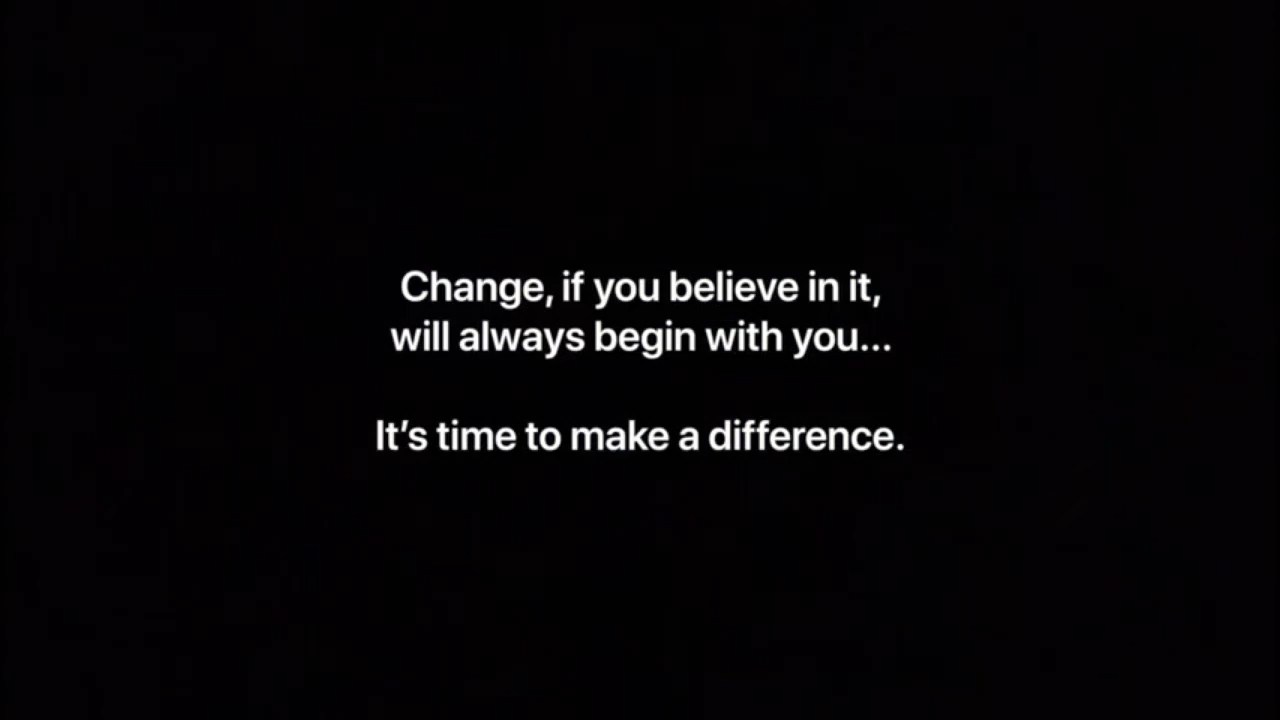 Change, if you believe in it,
will always begin with you...
It’s time to make a difference.